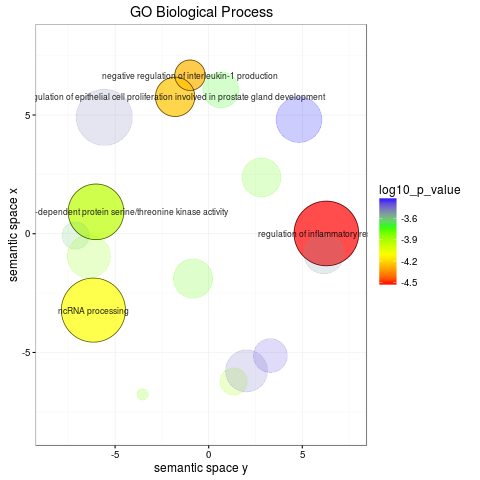 GO Biological Process
negative regulation of interleukin-1 production
gulation of epithelial cell proliferation involved in prostate gland development
-dependent protein serine/threonine kinase activity
regulation of inflammatory re
ncRNA processing
5
0
-5
-5
0
5
semantic space x
semantic space y
log10_p_value
-3.6
-3.9
-4.2
-4.5